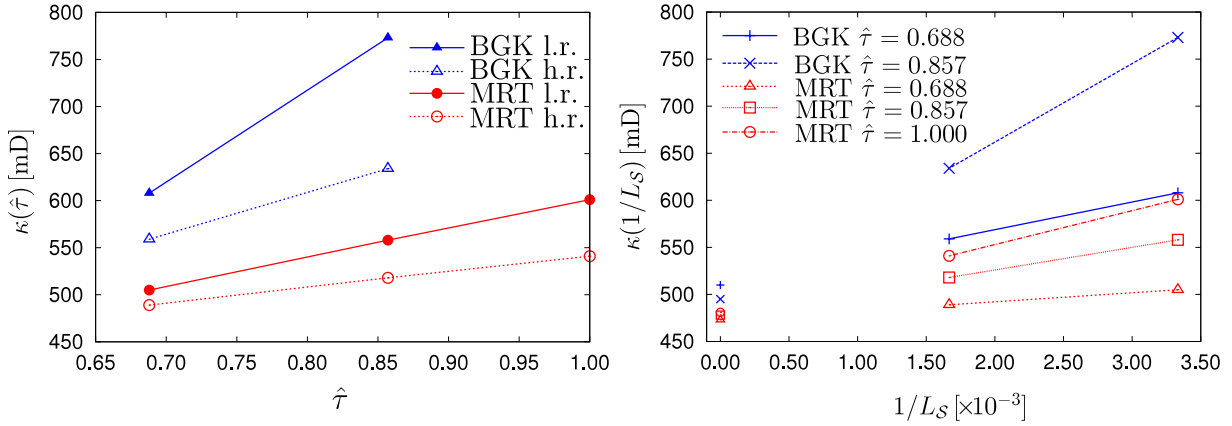 800
750
700
650
600
550
500
450
κ(τ̂) [mD]
0.65 0.70 0.75 0.80 0.85 0.90 0.95 1.00
τ̂
BGK l.r.
BGK h.r.
MRT l.r.
MRT h.r.
800
750
700
650
600
550
500
450
κ(1/L_S) [mD]
0.00 0.50 1.00 1.50 2.00 2.50 3.00 3.50
1/L_S [×10⁻³]
BGK τ̂ = 0.688
BGK τ̂ = 0.857
MRT τ̂ = 0.688
MRT τ̂ = 0.857
MRT τ̂ = 1.000